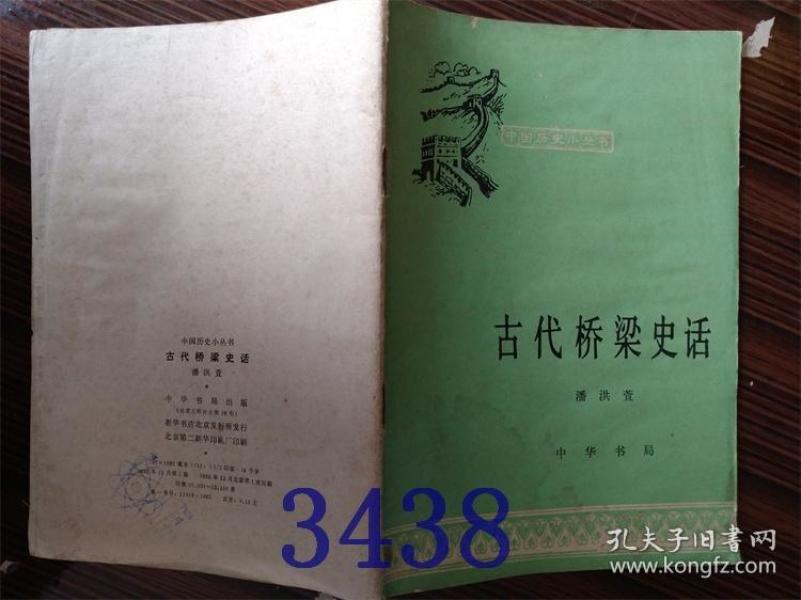 中国历史小丛书
古代桥梁史话
潘洪萱
中华书局
中国历史小丛书
古代桥梁史话
潘洪萱
中华书局出版
新华书店北京发行所发行
北京第二新华印刷厂印刷
3438
孔夫子旧书网
www.kongfz.com